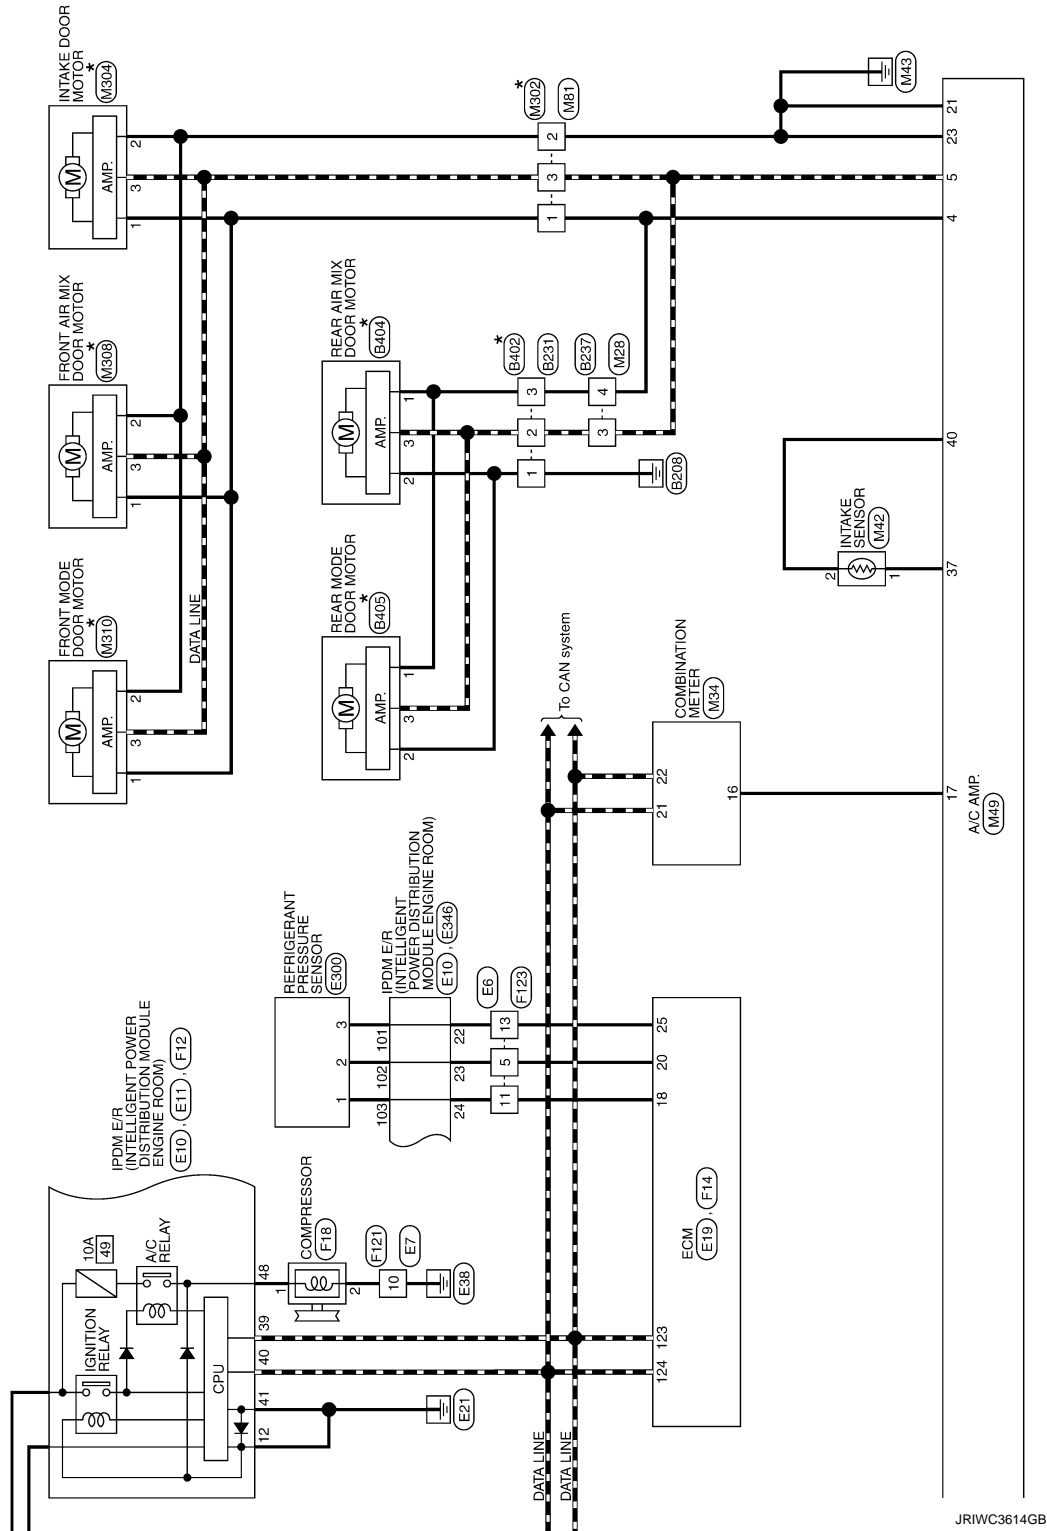 INTAKE DOOR
MOTOR
*
M304
M
AMP.
1
3
2
FRONT AIR MIX
DOOR MOTOR
*
M308
M
AMP.
1
3
2
FRONT MODE
DOOR MOTOR
*
M310
M
AMP.
1
3
2
DATA LINE
*
M302
M81
2
3
1
M43
21
23
5
4
REAR AIR MIX
DOOR MOTOR
*
B404
M
AMP.
2
3
1
*
B402
B231
B237
M28
3
4
2
3
1
B208
REAR MODE
DOOR MOTOR
*
B405
M
AMP.
2
3
1
40
INTAKE
SENSOR
M42
2
1
37
To CAN system
COMBINATION
METER
M34
21
22
16
17
A/C AMP.
M49
REFRIGERANT
PRESSURE
SENSOR
E300
1
2
3
IPDM E/R
(INTELLIGENT
POWER DISTRIBUTION
MODULE ENGINE ROOM)
E10 , E346
103
102
101
24
23
22
E6
F123
11
5
13
18
20
25
IPDM E/R
(INTELLIGENT POWER
DISTRIBUTION MODULE
ENGINE ROOM)
E10 , E11 , F12
10A
49
A/C
RELAY
IGNITION
RELAY
CPU
12
41
40
39
48
COMPRESSOR
F18
1
2
F121
E7
10
E38
E21
ECM
E19 , F14
124
123
DATA LINE
DATA LINE
JRIWC3614GB